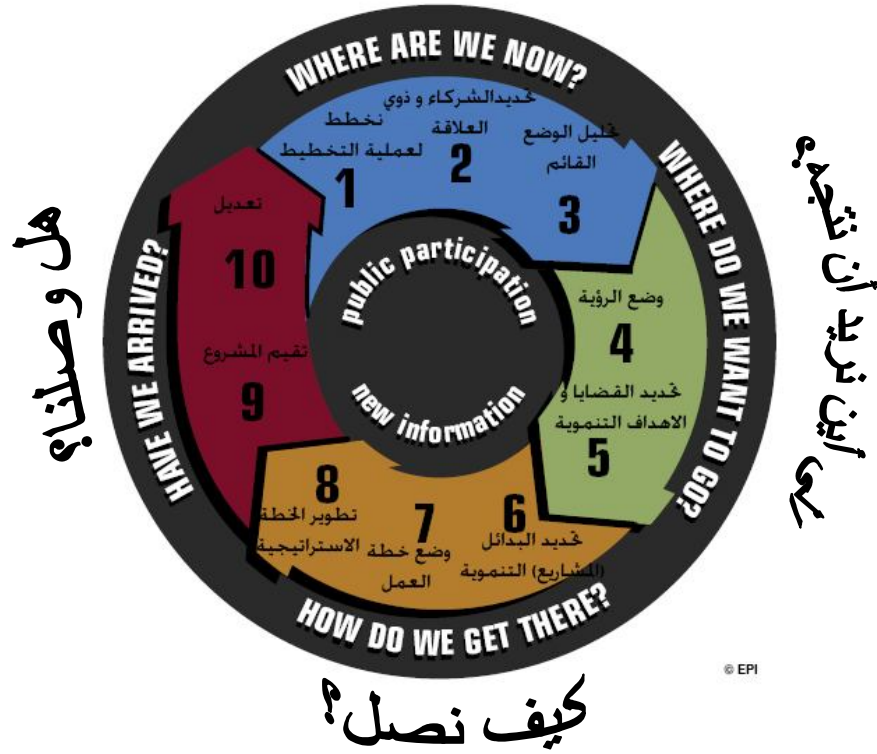 WHERE ARE WE NOW?
نخطط
لعملية التخطيط
1
تحديدالشركاء و ذوي
العلاقة
2
تحليل الوضع
القائم
3
WHERE DO WE WANT TO GO?
وضع الرؤية
4
تحديد القضايا و
الاهداف التنموية
5
HOW DO WE GET THERE?
6
تحديد البدائل
(المشاريع) التنموية
7
وضع خطة
العمل
8
تطوير الخطة
الاستراتيجية
HAVE WE ARRIVED?
تقيم المشروع
9
تعديل
10
public participation
new information
أين نريد أن نتجه؟
كيف نصل؟
هل وصلنا؟
© EPI